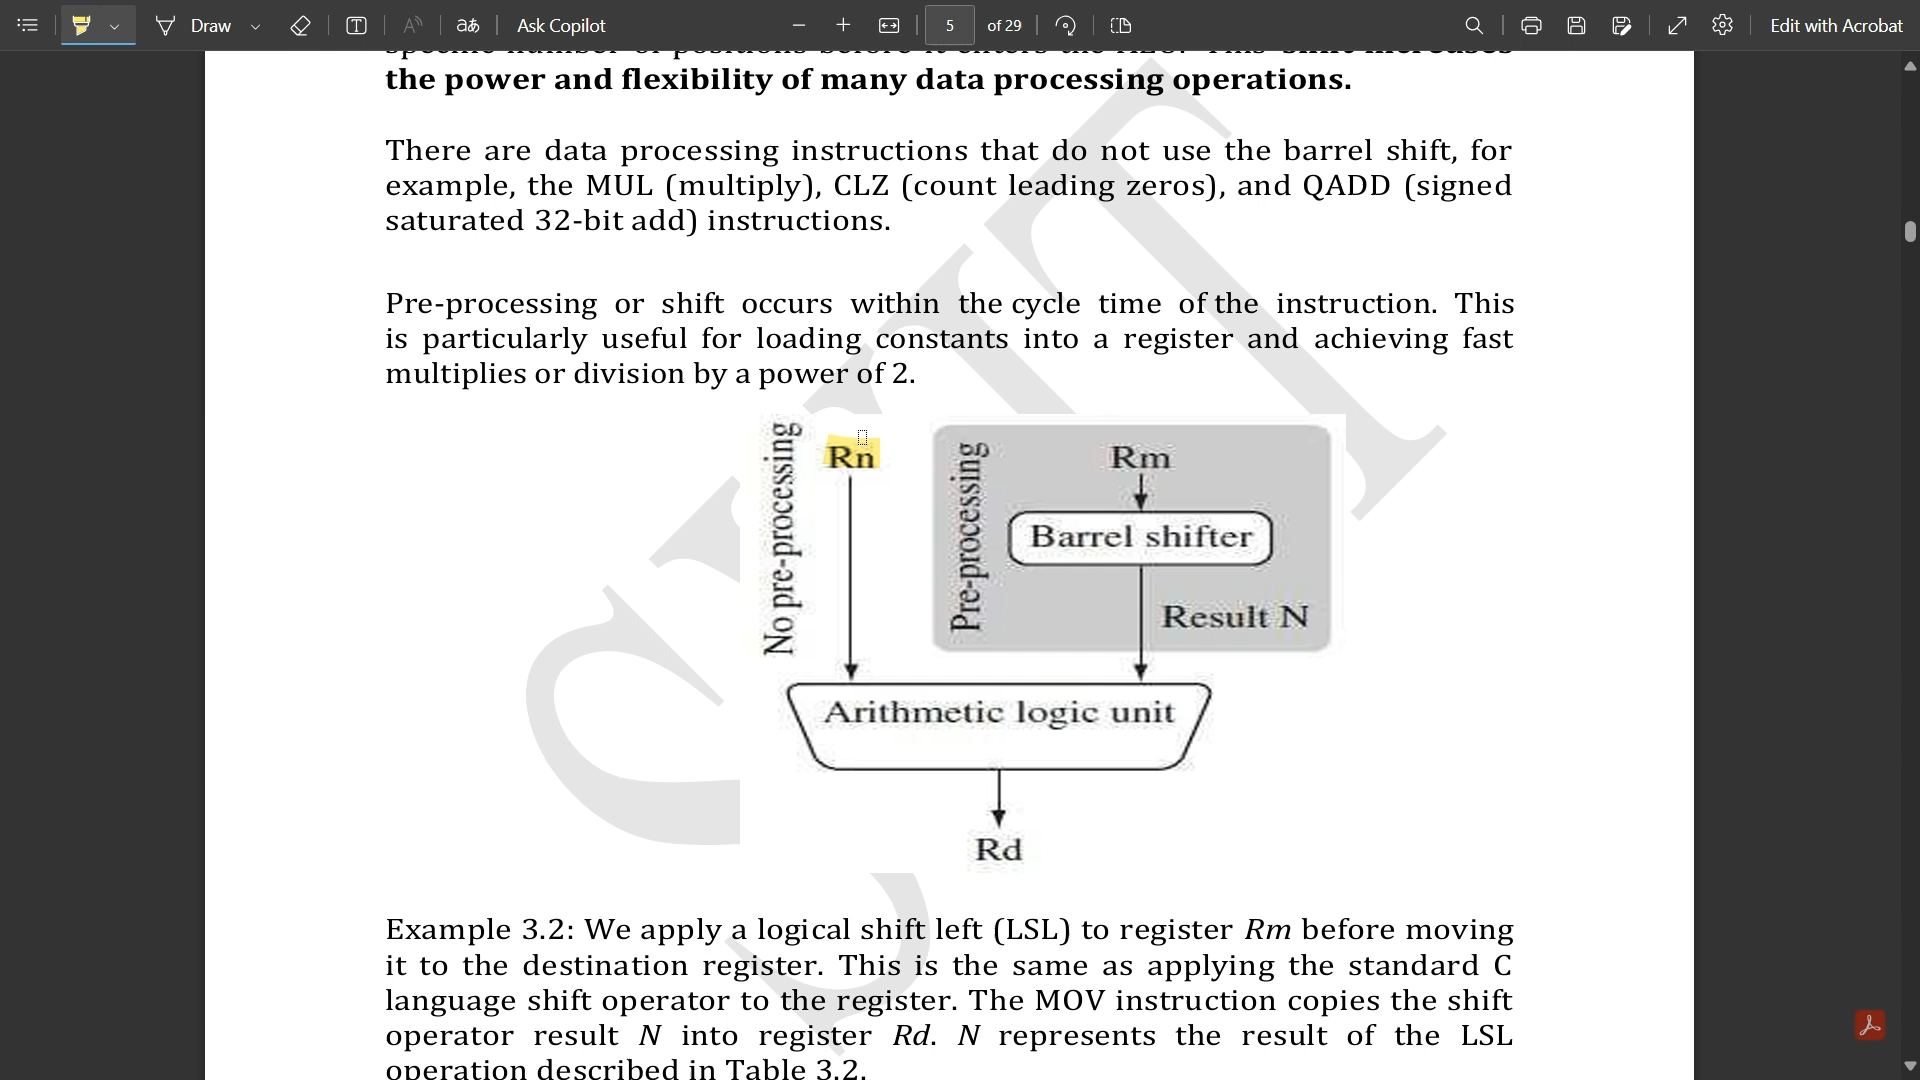 Draw
Ask Copilot
5 of 29
Edit with Acrobat
the power and flexibility of many data processing operations.
There are data processing instructions that do not use the barrel shift, for
example, the MUL (multiply), CLZ (count leading zeros), and QADD (signed
saturated 32-bit add) instructions.
Pre-processing or shift occurs within the cycle time of the instruction. This
is particularly useful for loading constants into a register and achieving fast
multiplies or division by a power of 2.
No pre-processing
Rn
Pre-processing
Rm
Barrel shifter
Result N
Arithmetic logic unit
Rd
Example 3.2: We apply a logical shift left (LSL) to register Rm before moving
it to the destination register. This is the same as applying the standard C
language shift operator to the register. The MOV instruction copies the shift
operator result N into register Rd. N represents the result of the LSL
operation described in Table 3.2.